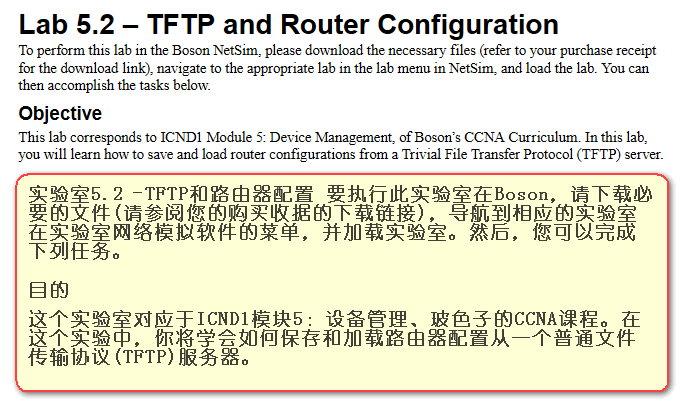 Lab 5.2 – TFTP and Router Configuration
To perform this lab in the Boson NetSim, please download the necessary files (refer to your purchase receipt
for the download link), navigate to the appropriate lab in the lab menu in NetSim, and load the lab. You can
then accomplish the tasks below.
Objective
This lab corresponds to ICND1 Module 5: Device Management, of Boson’s CCNA Curriculum. In this lab,
you will learn how to save and load router configurations from a Trivial File Transfer Protocol (TFTP) server.
实验室5.2 -TFTP和路由器配置 要执行此实验室在Boson, 请下载必
要的文件(请参阅您的购买收据的下载链接), 导航到相应的实验室
在实验室网络模拟软件的菜单, 并加载实验室。然后, 您可以完成
下列任务。
目的
这个实验室对应于ICND1模块5: 设备管理、玻色子的CCNA课程。在
这个实验中, 你将学会如何保存和加载路由器配置从一个普通文件
传输协议(TFTP)服务器。